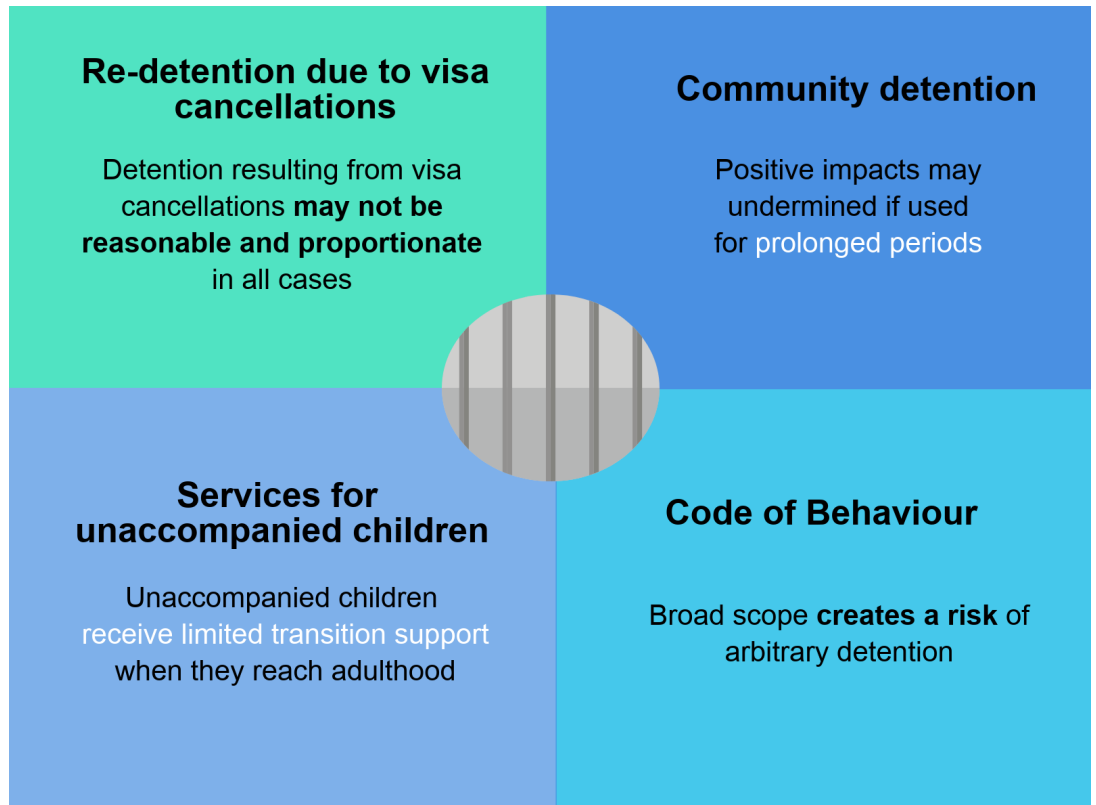 Re-detention due to visa
cancellations
Detention resulting from visa
cancellations may not be
reasonable and proportionate
in all cases
Community detention
Positive impacts may
undermined if used
for prolonged periods
Services for
unaccompanied children
Unaccompanied children
receive limited transition support
when they reach adulthood
Code of Behaviour
Broad scope creates a risk of
arbitrary detention